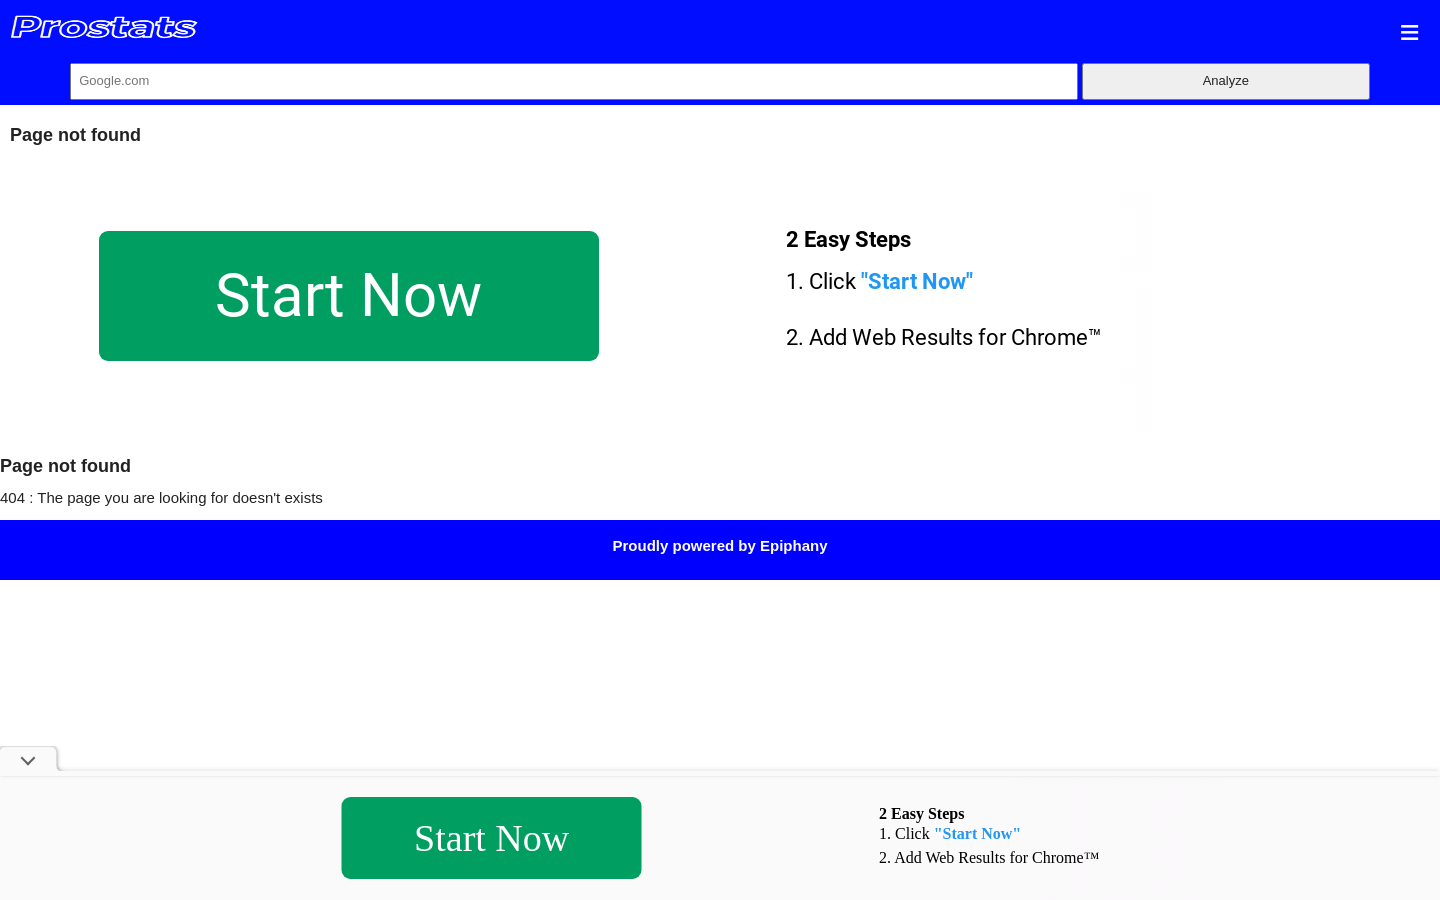 Prostats
≡
Google.com
Analyze
Page not found
Start Now
2 Easy Steps
1. Click "Start Now"
2. Add Web Results for Chrome™
Page not found
404 : The page you are looking for doesn't exists
Proudly powered by Epiphany
Start Now
2 Easy Steps
1. Click "Start Now"
2. Add Web Results for Chrome™